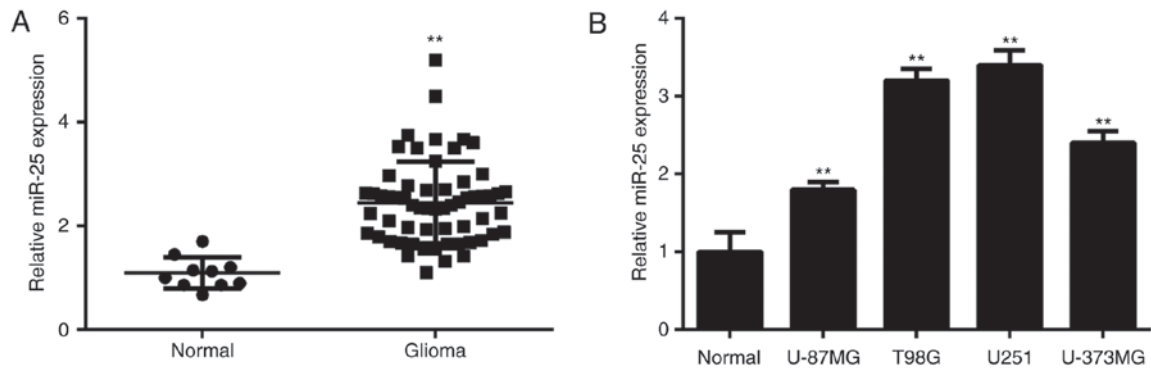 A
Relative miR-25 expression
6
4
2
0
**
Normal Glioma
B
Relative miR-25 expression
4
3
2
1
0
**
**
**
**
Normal U-87MG T98G U251 U-373MG